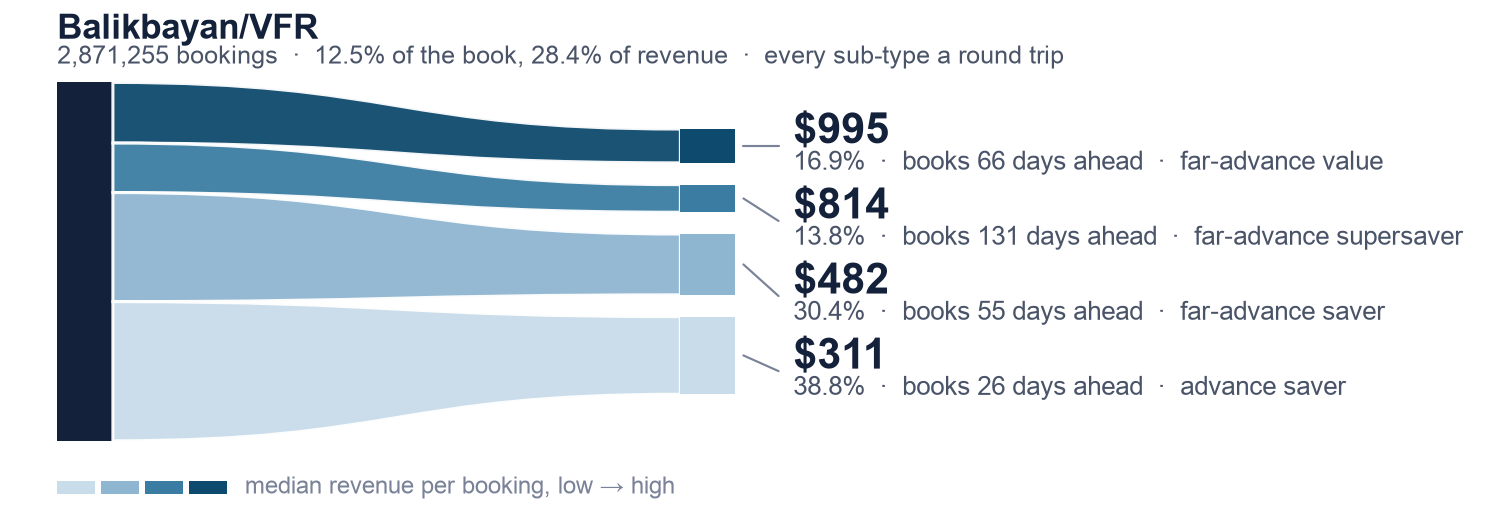 Balikbayan/VFR
2,871,255 bookings · 12.5% of the book, 28.4% of revenue · every sub-type a round trip
$995
16.9% · books 66 days ahead · far-advance value
$814
13.8% · books 131 days ahead · far-advance supersaver
$482
30.4% · books 55 days ahead · far-advance saver
$311
38.8% · books 26 days ahead · advance saver
median revenue per booking, low → high